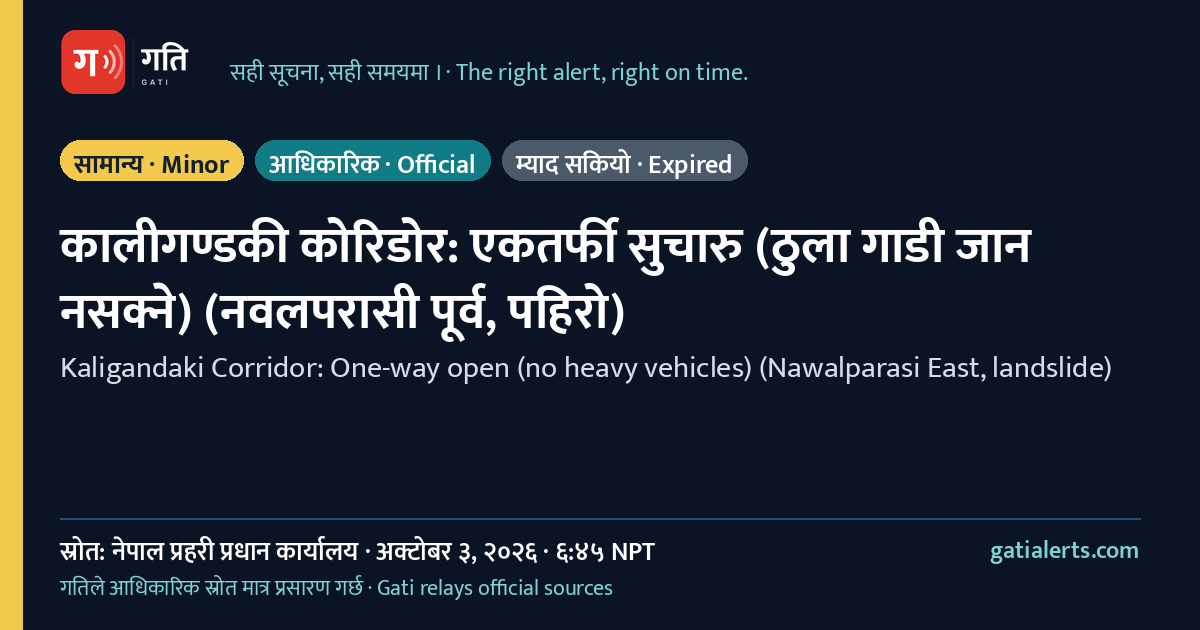 ग गति
GATI
सही सूचना, सही समयमा । · The right alert, right on time.
सामान्य · Minor
आधिकारिक · Official
म्याद सकियो · Expired
कालीगण्डकी कोरिडोर: एकतर्फी सुचारु (ठुला गाडी जान
नसक्ने) (नवलपरासी पूर्व, पहिरो)
Kaligandaki Corridor: One-way open (no heavy vehicles) (Nawalparasi East, landslide)
स्रोत: नेपाल प्रहरी प्रधान कार्यालय · अक्टोबर ३, २०२६ · ६:४५ NPT
gatialerts.com
गतिले आधिकारिक स्रोत मात्र प्रसारण गर्छ · Gati relays official sources